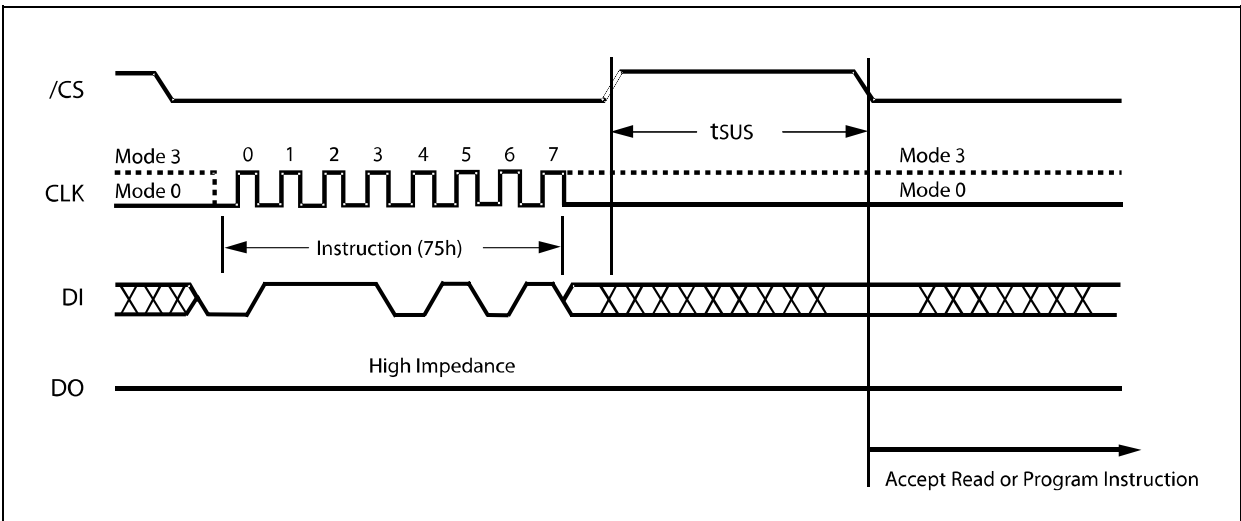 /CS
tSUS
Mode 3 0 1 2 3 4 5 6 7 Mode 3
CLK Mode 0 Mode 0
Instruction (75h)
DI
High Impedance
DO
Accept Read or Program Instruction